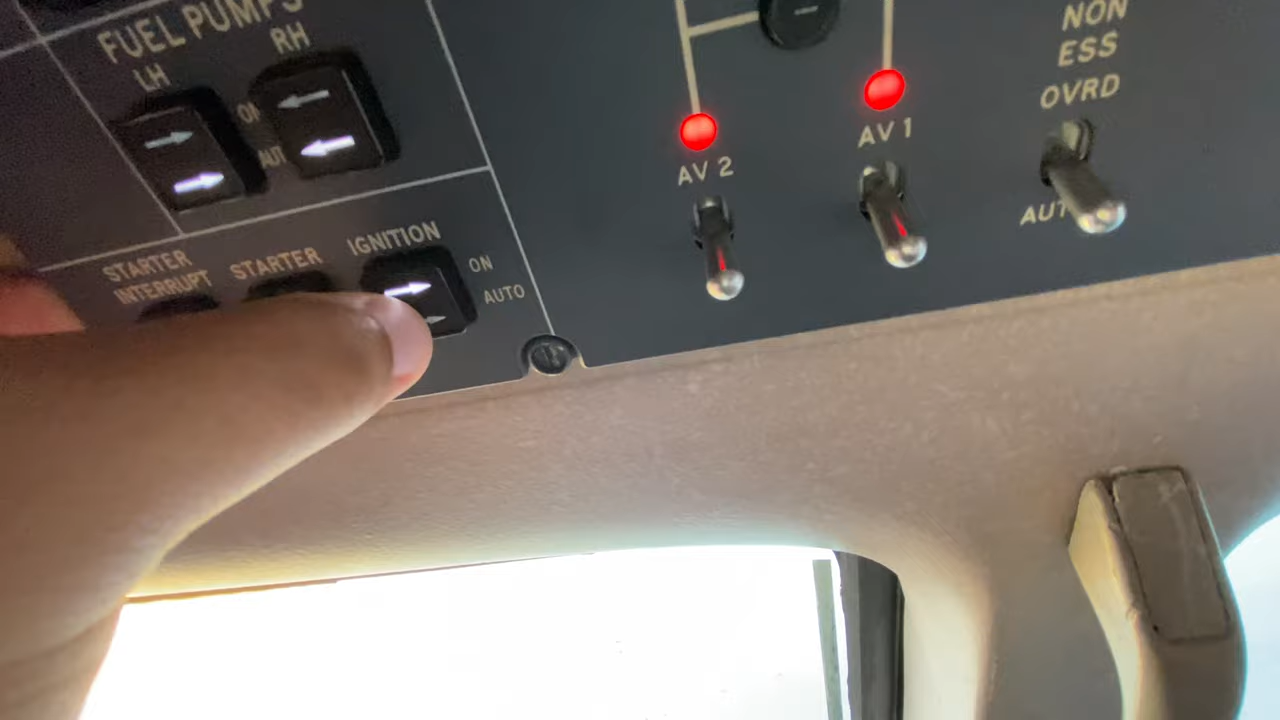 FUEL PUMPS
LH
RH
STARTER
INTERRUPT
STARTER
IGNITION
ON
AUTO
AV 2
AV 1
NON
ESS
OVRD